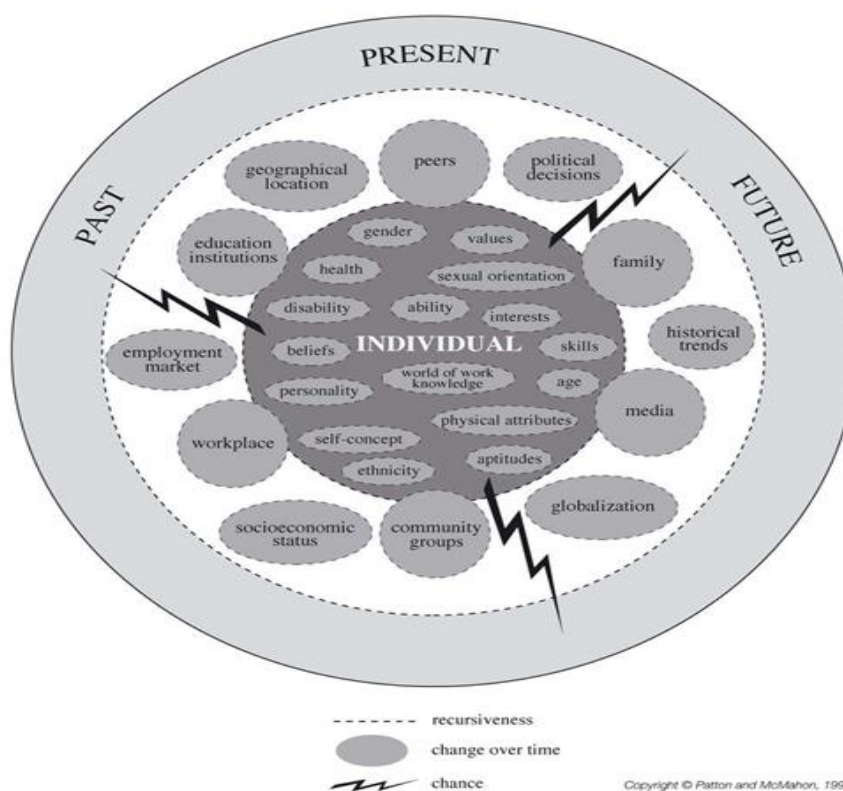 PRESENT
PAST
FUTURE
peers
political
decisions
geographical
location
education
institutions
family
gender
values
health
sexual orientation
disability
ability
interests
historical
trends
employment
market
beliefs
INDIVIDUAL
skills
personality
world of work
knowledge
age
media
workplace
physical attributes
self-concept
aptitudes
ethnicity
socioeconomic
status
community
groups
globalization
recursiveness
change over time
chance
Copyright © Patton and McMahon, 199